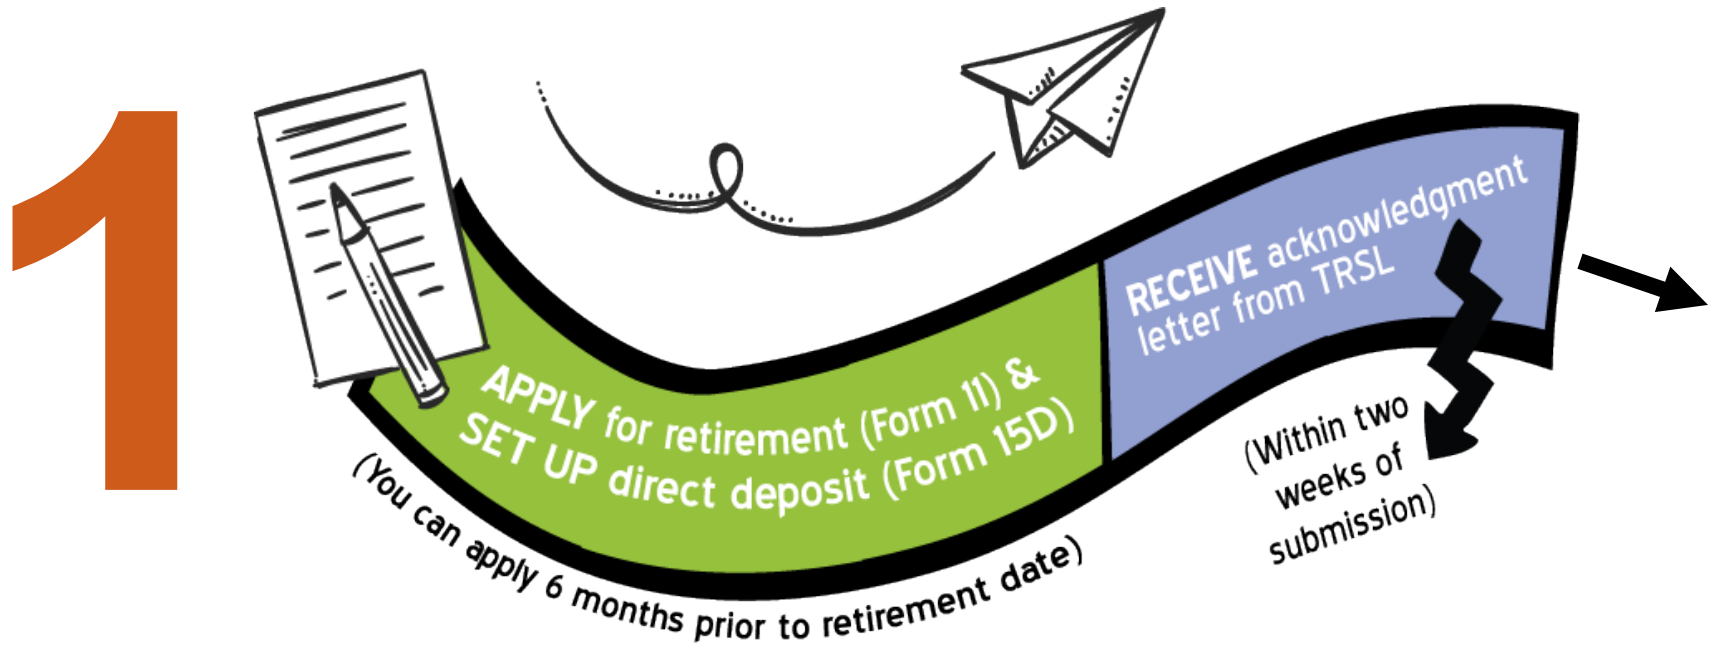 1
APPLY for retirement (Form 11) &
SET UP direct deposit (Form 15D)
(You can apply 6 months prior to retirement date)
RECEIVE acknowledgment
letter from TRSL
(Within two
weeks of
submission)